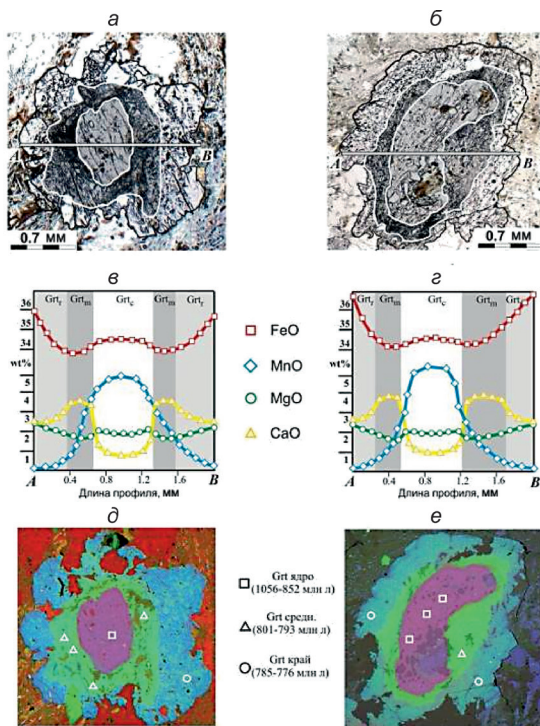 а
б
A B
0.7 мм
A B
0.7 мм
в
г
Grtr Grtm Grtc Grtm Grtr
36
35
34
wt%
5
4
3
2
1
A 0.4 0.8 1.2 1.6 B
Длина профиля, мм
FeO
MnO
MgO
CaO
Grtr Grtm Grtc Grtm Grtr
36
35
34
wt%
5
4
3
2
1
A 0.4 0.8 1.2 1.6 B
Длина профиля, мм
д
е
Grt ядро
(1056-852 млн л)
Grt средн.
(801-793 млн л)
Grt край
(785-776 млн л)